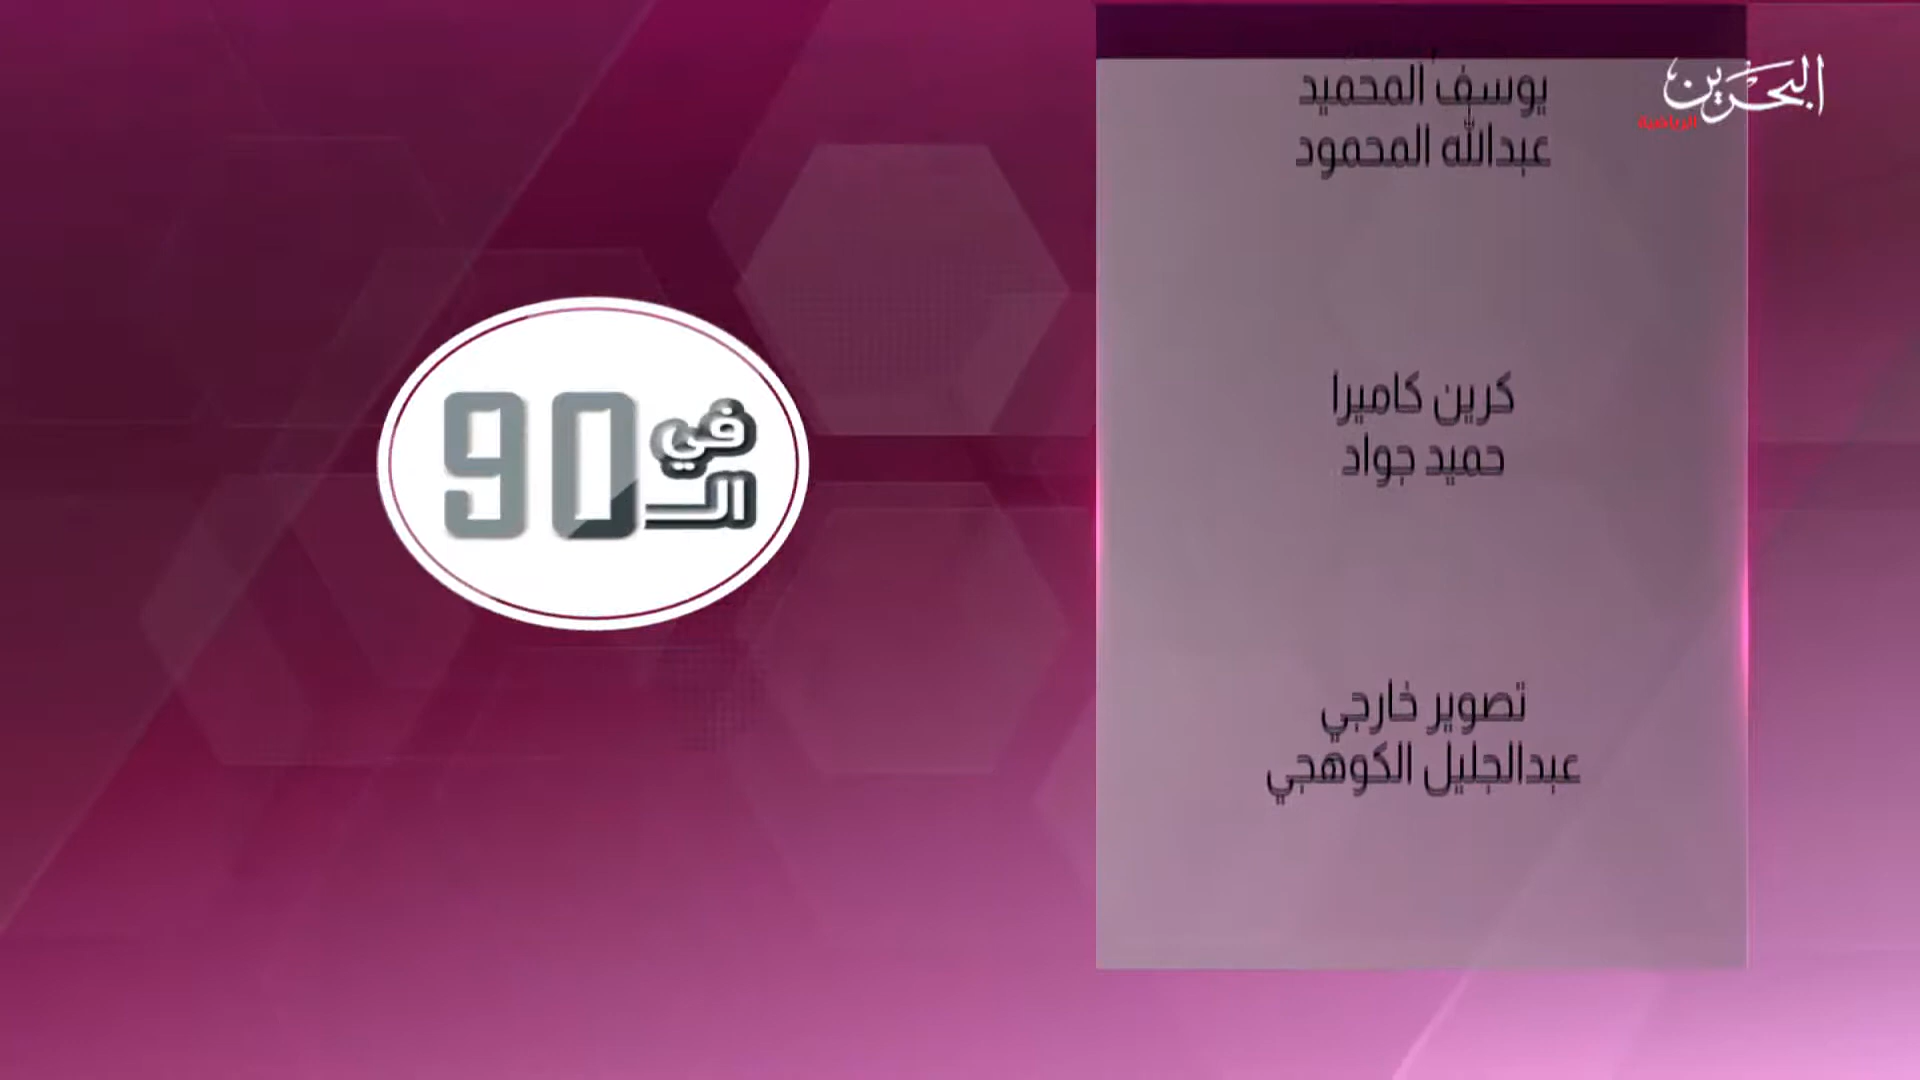 يوسف المحميد
عبدالله المحمود
كرين كاميرا
حميد جواد
تصوير خارجي
عبدالجليل الكوهجي
في
الـ 90
البحرين
الرياضية